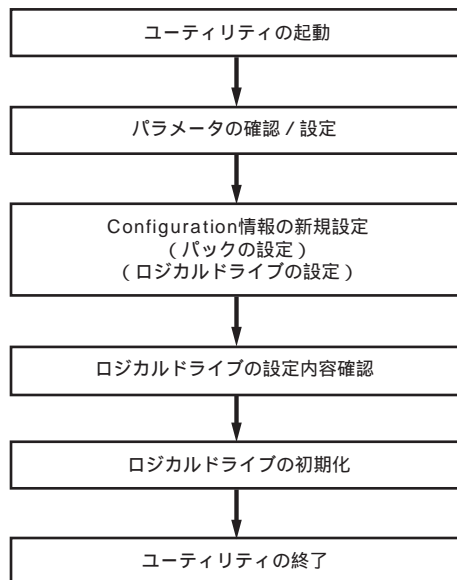 ユーティリティの起動
パラメータの確認 / 設定
Configuration情報の新規設定
(パックの設定)
(ロジカルドライブの設定)
ロジカルドライブの設定内容確認
ロジカルドライブの初期化
ユーティリティの終了